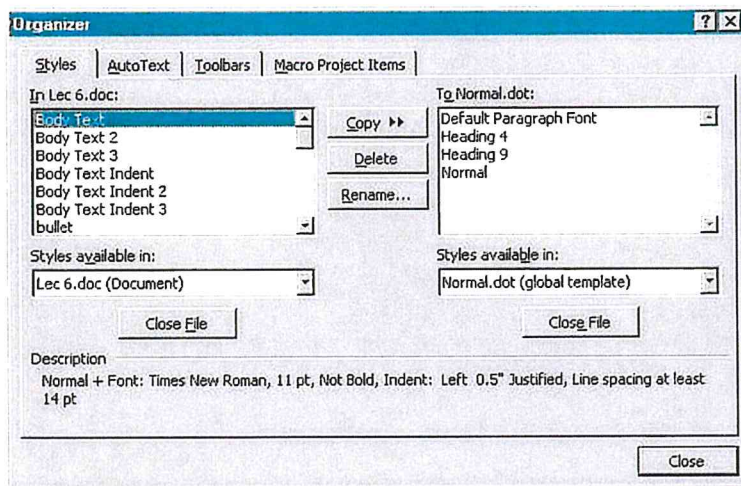 Organizer
Styles AutoText Toolbars Macro Project Items
In Lec 6.doc:
Body Text
Body Text 2
Body Text 3
Body Text Indent
Body Text Indent 2
Body Text Indent 3
bullet
Copy
Delete
Rename...
To Normal.dot:
Default Paragraph Font
Heading 4
Heading 9
Normal
Styles available in:
Lec 6.doc (Document)
Close File
Styles available in:
Normal.dot (global template)
Close File
Description
Normal + Font: Times New Roman, 11 pt, Not Bold, Indent: Left 0.5" Justified, Line spacing at least
14 pt
Close